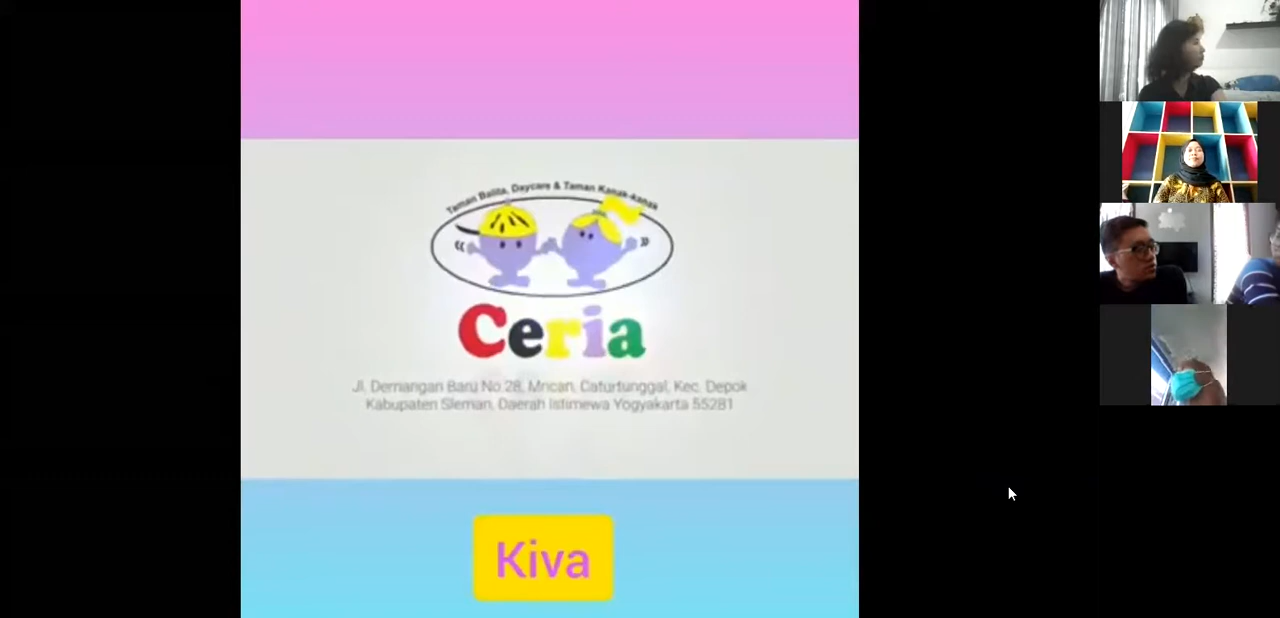 Taman Balita, Daycare & Taman Kanak-kanak
Ceria
Jl. Demangan Baru No 28, Mrican, Caturtunggal, Kec. Depok
Kabupaten Sleman, Daerah Istimewa Yogyakarta 55281
Kiva